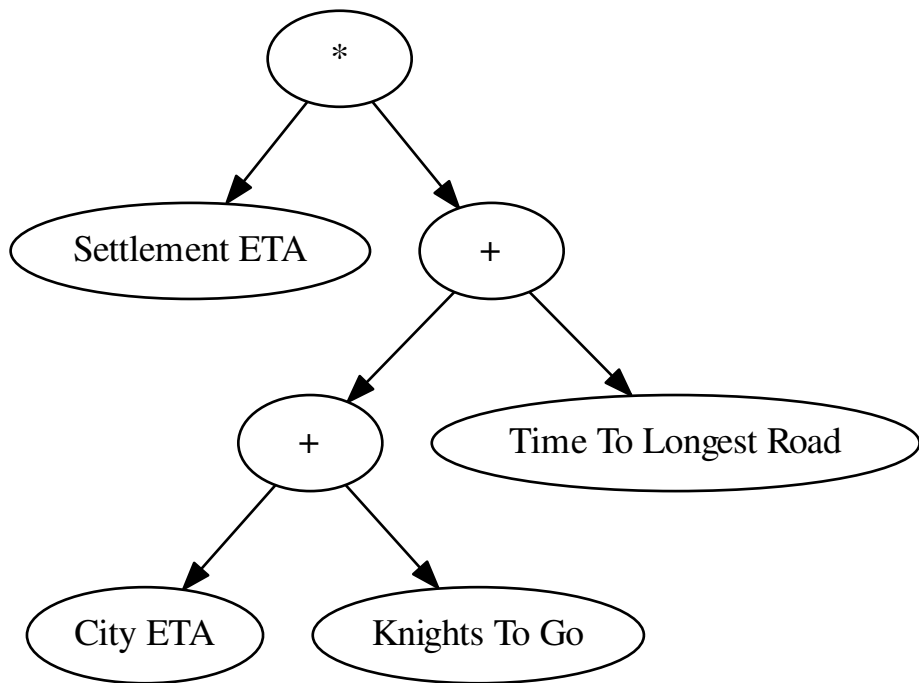 *
Settlement ETA
+
+
Time To Longest Road
City ETA
Knights To Go